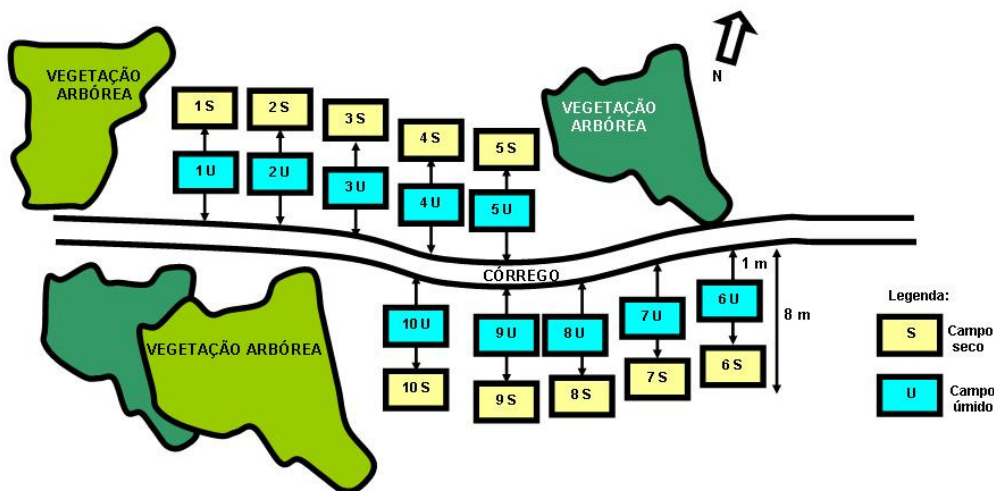 N
VEGETAÇÃO
ARBÓREA
VEGETAÇÃO
ARBÓREA
1 S
2 S
3 S
4 S
5 S
1 U
2 U
3 U
4 U
5 U
CÓRREGO
1 m
8 m
10 U
9 U
8 U
7 U
6 U
10 S
9 S
8 S
7 S
6 S
VEGETAÇÃO ARBÓREA
Legenda:
S
Campo
seco
U
Campo
úmido